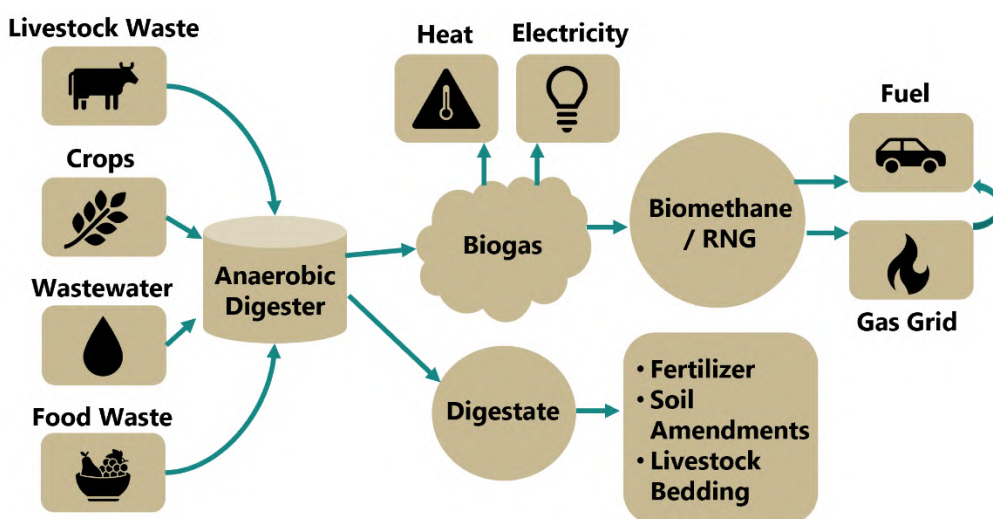 Livestock Waste
Crops
Wastewater
Food Waste
Anaerobic
Digester
Heat
Electricity
Biogas
Biomethane
/ RNG
Fuel
Gas Grid
Digestate
• Fertilizer
• Soil
Amendments
• Livestock
Bedding